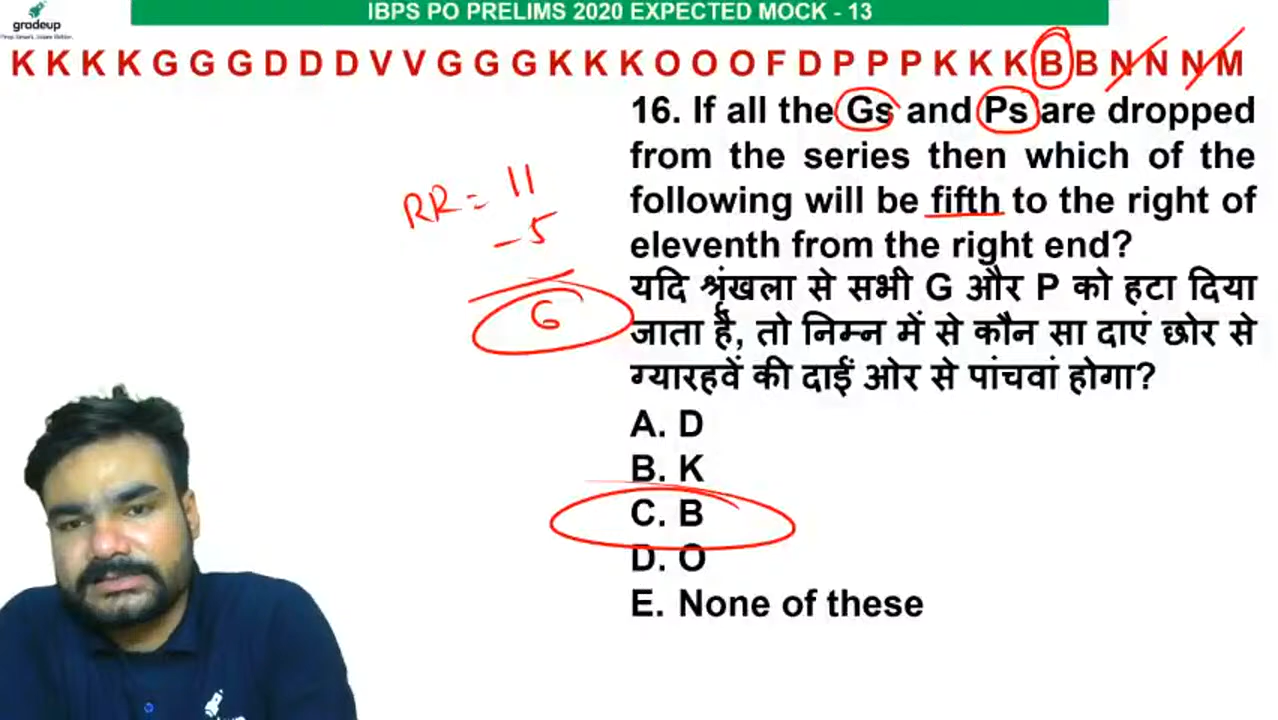 gradeup
IBPS PO PRELIMS 2020 EXPECTED MOCK - 13
K K K K G G G D D D V V G G G K K K O O O F D P P P K K K B B N N N M
16. If all the Gs and Ps are dropped
from the series then which of the
following will be fifth to the right of
eleventh from the right end?
RR = 11
- 5
6
यदि श्रृंखला से सभी G और P को हटा दिया
जाता है, तो निम्न में से कौन सा दाएं छोर से
ग्यारहवें की दाईं ओर से पांचवां होगा?
A. D
B. K
C. B
D. O
E. None of these